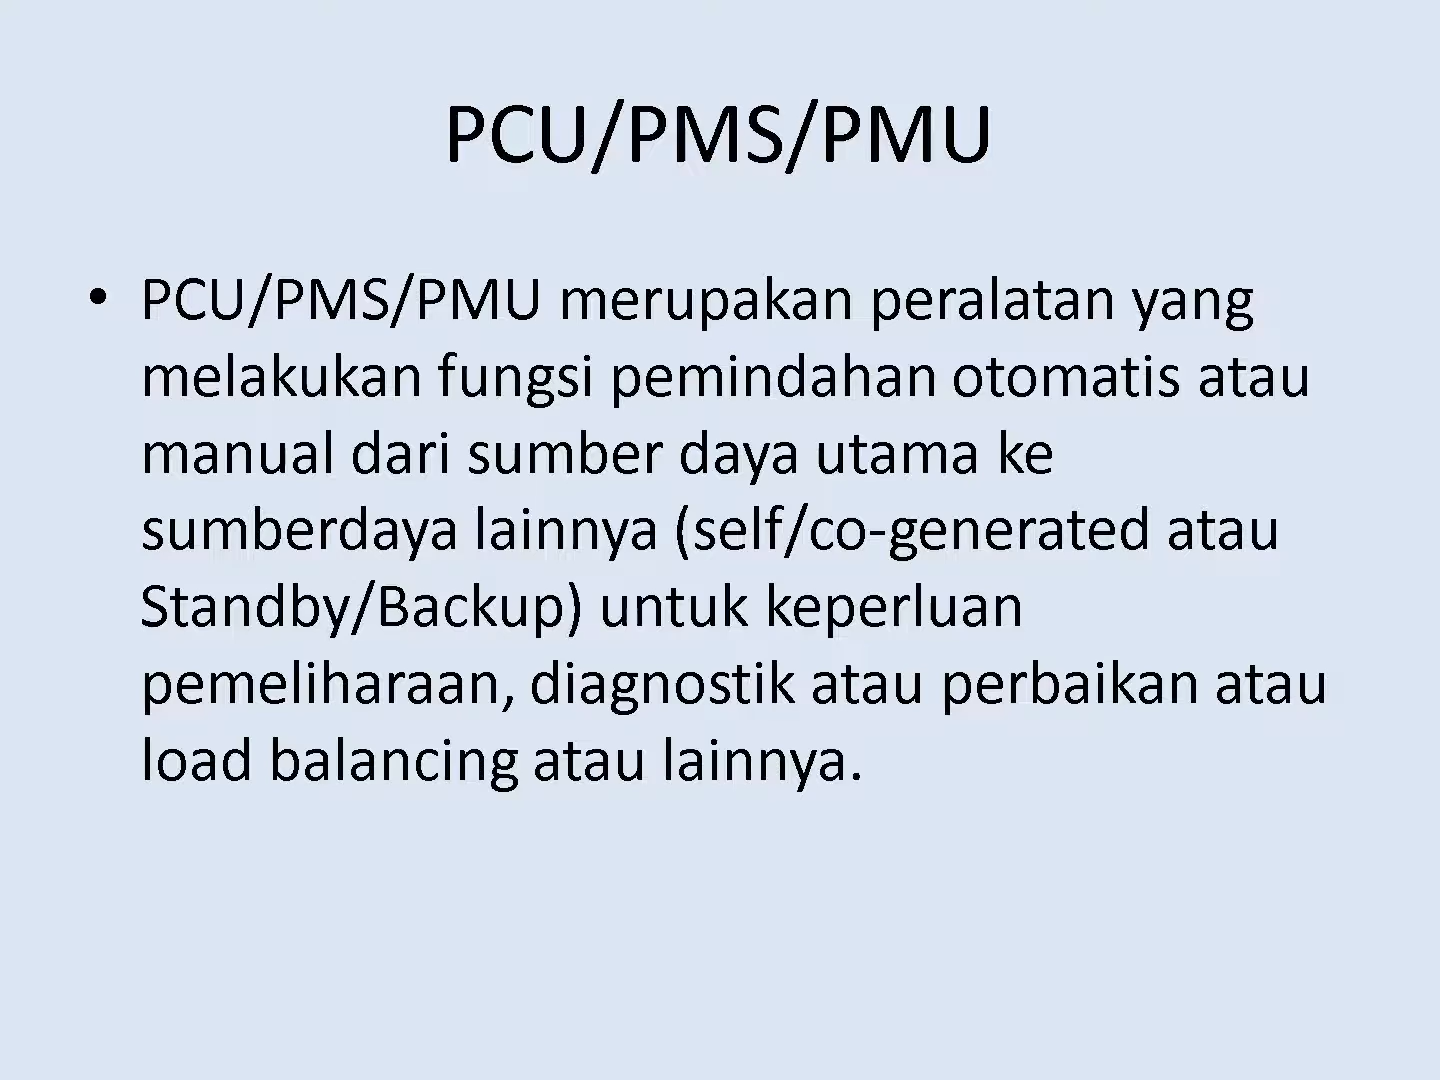 PCU/PMS/PMU
• PCU/PMS/PMU merupakan peralatan yang
melakukan fungsi pemindahan otomatis atau
manual dari sumber daya utama ke
sumberdaya lainnya (self/co-generated atau
Standby/Backup) untuk keperluan
pemeliharaan, diagnostik atau perbaikan atau
load balancing atau lainnya.